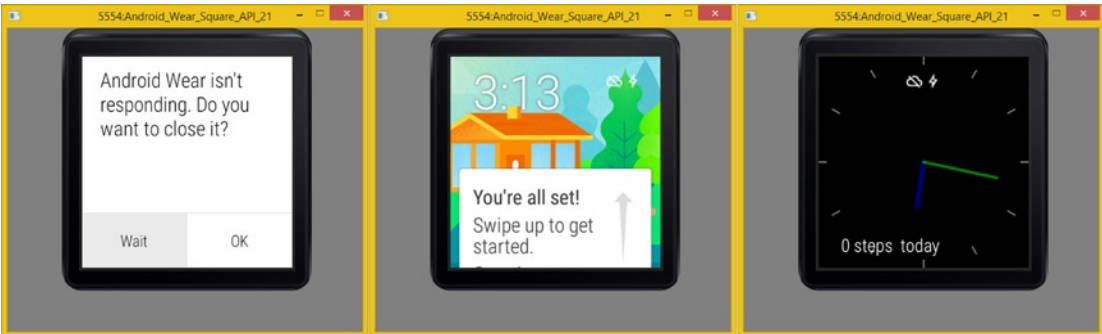 5554:Android_Wear_Square_API_21
Android Wear isn't
responding. Do you
want to close it?
Wait
OK
5554:Android_Wear_Square_API_21
3:13
You're all set!
Swipe up to get
started.
5554:Android_Wear_Square_API_21
0 steps today